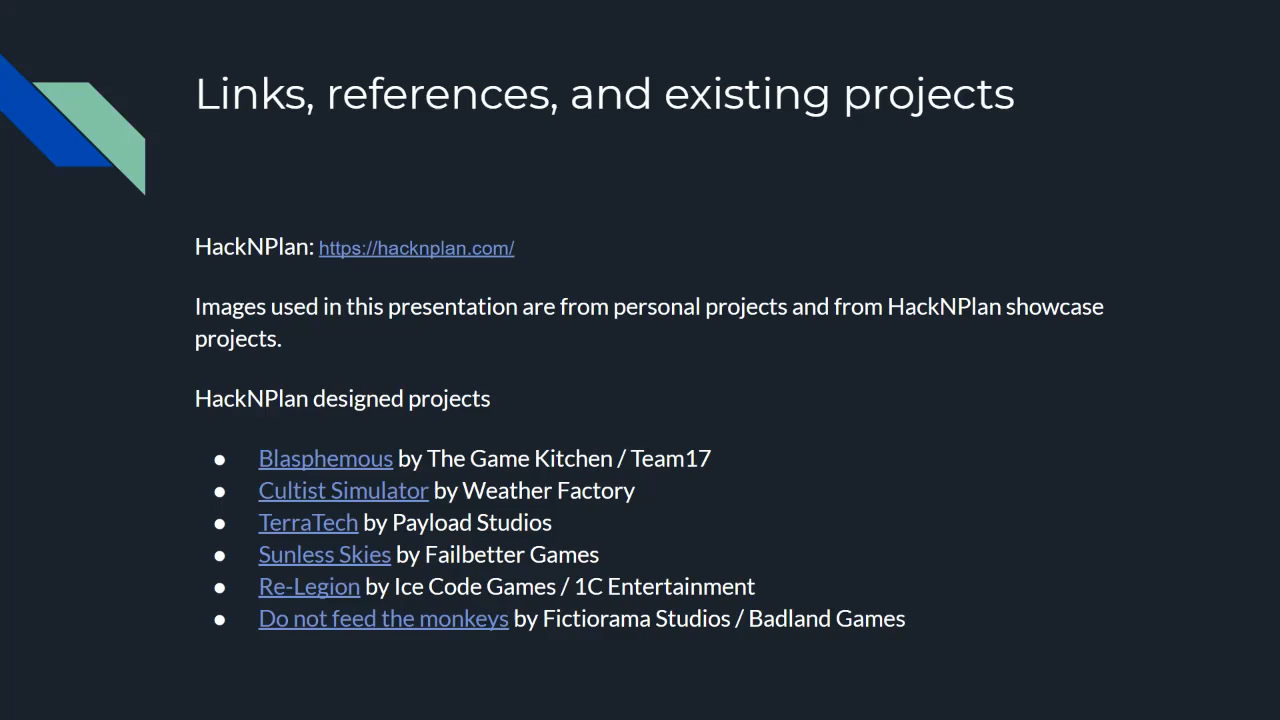 Links, references, and existing projects
HackNPlan: https://hacknplan.com/
Images used in this presentation are from personal projects and from HackNPlan showcase
projects.
HackNPlan designed projects
● Blasphemous by The Game Kitchen / Team17
● Cultist Simulator by Weather Factory
● TerraTech by Payload Studios
● Sunless Skies by Failbetter Games
● Re-Legion by Ice Code Games / 1C Entertainment
● Do not feed the monkeys by Fictiorama Studios / Badland Games